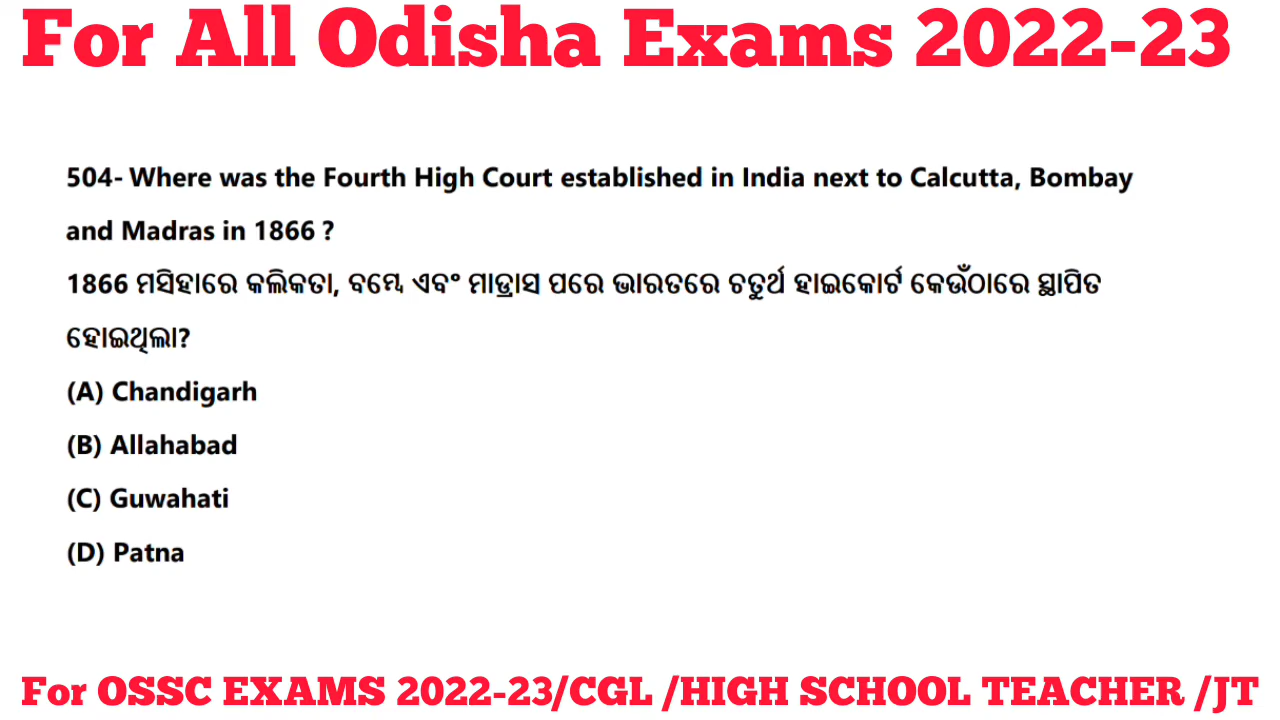 For All Odisha Exams 2022-23
504- Where was the Fourth High Court established in India next to Calcutta, Bombay
and Madras in 1866 ?
1866 ମସିହାରେ କଲିକତା, ବମ୍ବେ ଏବଂ ମାଡ୍ରାସ ପରେ ଭାରତରେ ଚତୁର୍ଥ ହାଇକୋର୍ଟ କେଉଁଠାରେ ସ୍ଥାପିତ
ହୋଇଥିଲା?
(A) Chandigarh
(B) Allahabad
(C) Guwahati
(D) Patna
For OSSC EXAMS 2022-23/CGL /HIGH SCHOOL TEACHER /JT